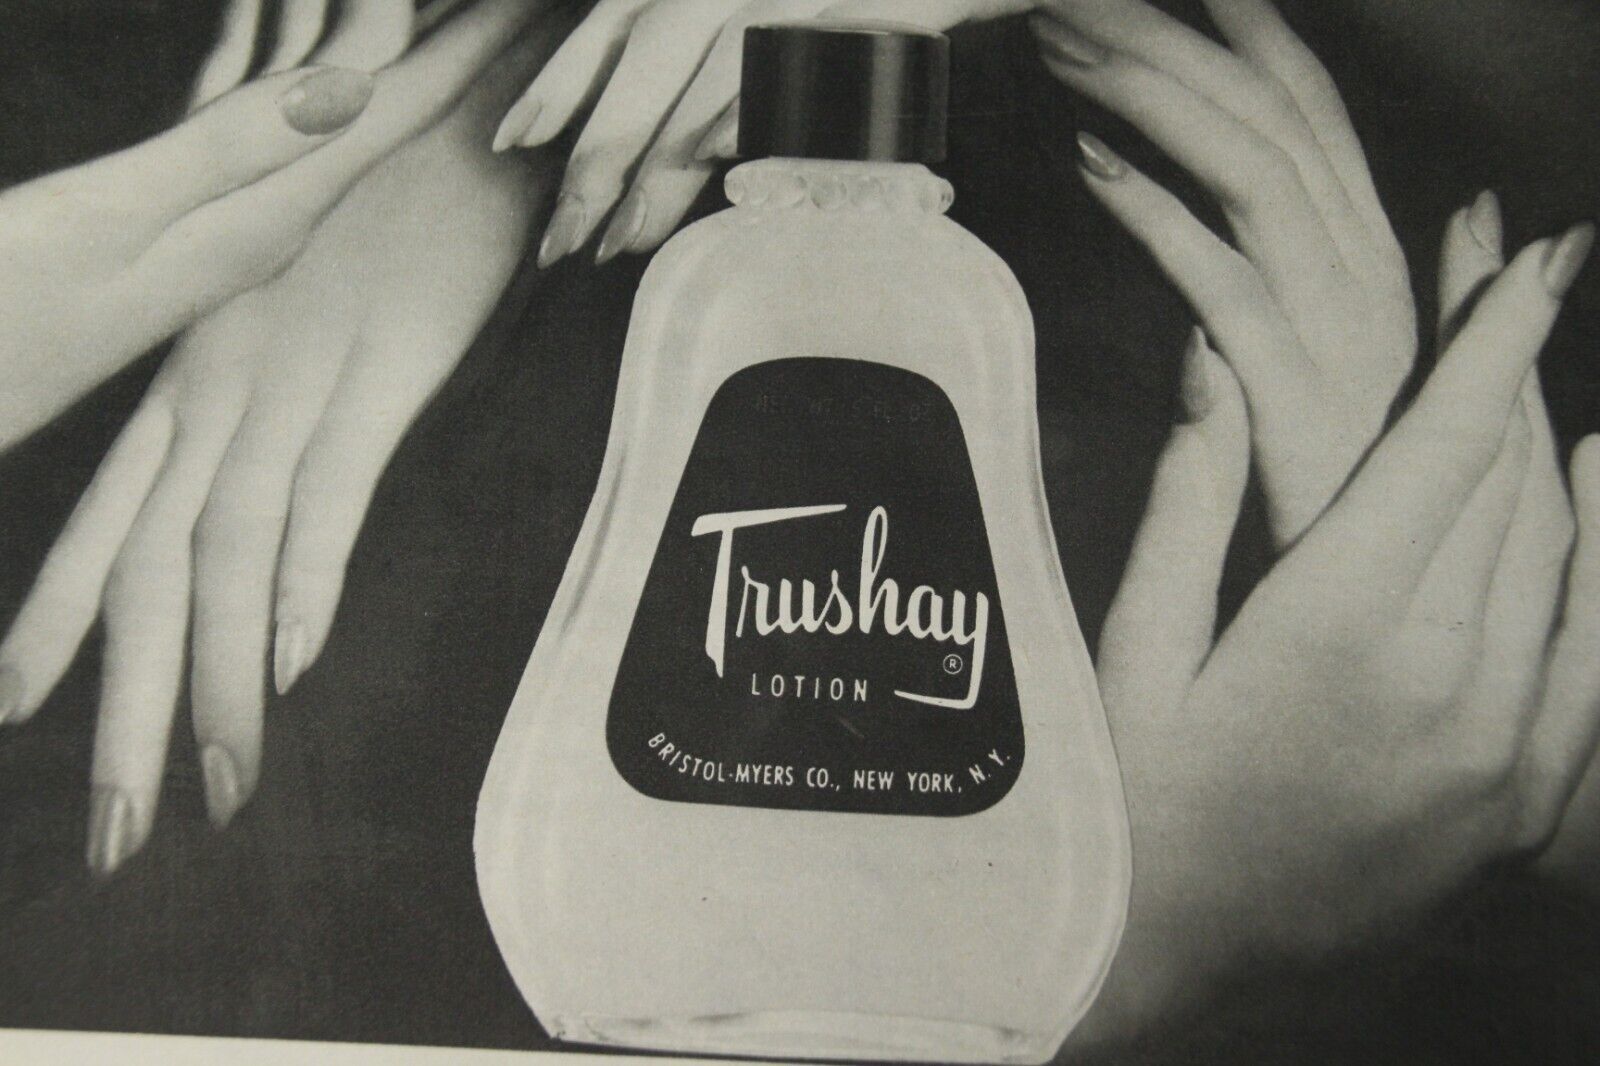 Trushay
®
LOTION
BRISTOL-MYERS CO., NEW YORK, N.Y.